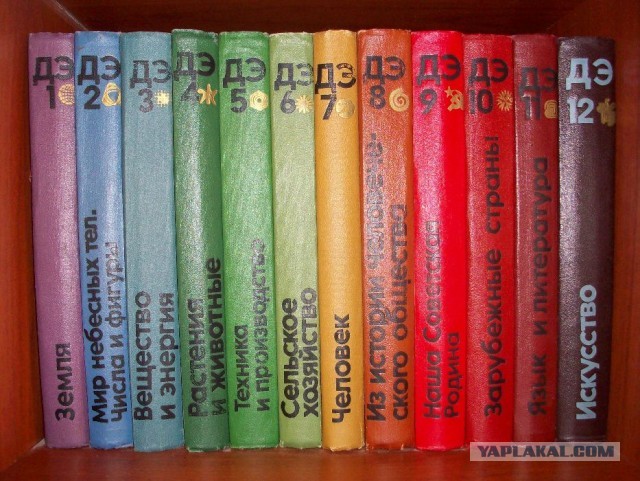 ДЭ
1
Земля
ДЭ
2
Мир небесных тел.
Числа и фигуры
ДЭ
3
Вещество
и энергия
ДЭ
4
Растения
и животные
ДЭ
5
Техника
и производство
ДЭ
6
Сельское
хозяйство
ДЭ
7
Человек
ДЭ
8
Из истории человече-
ского общества
ДЭ
9
Наша Советская
Родина
ДЭ
10
Зарубежные страны
ДЭ
11
Язык и литература
ДЭ
12
Искусство
YAPLAKAL.COM